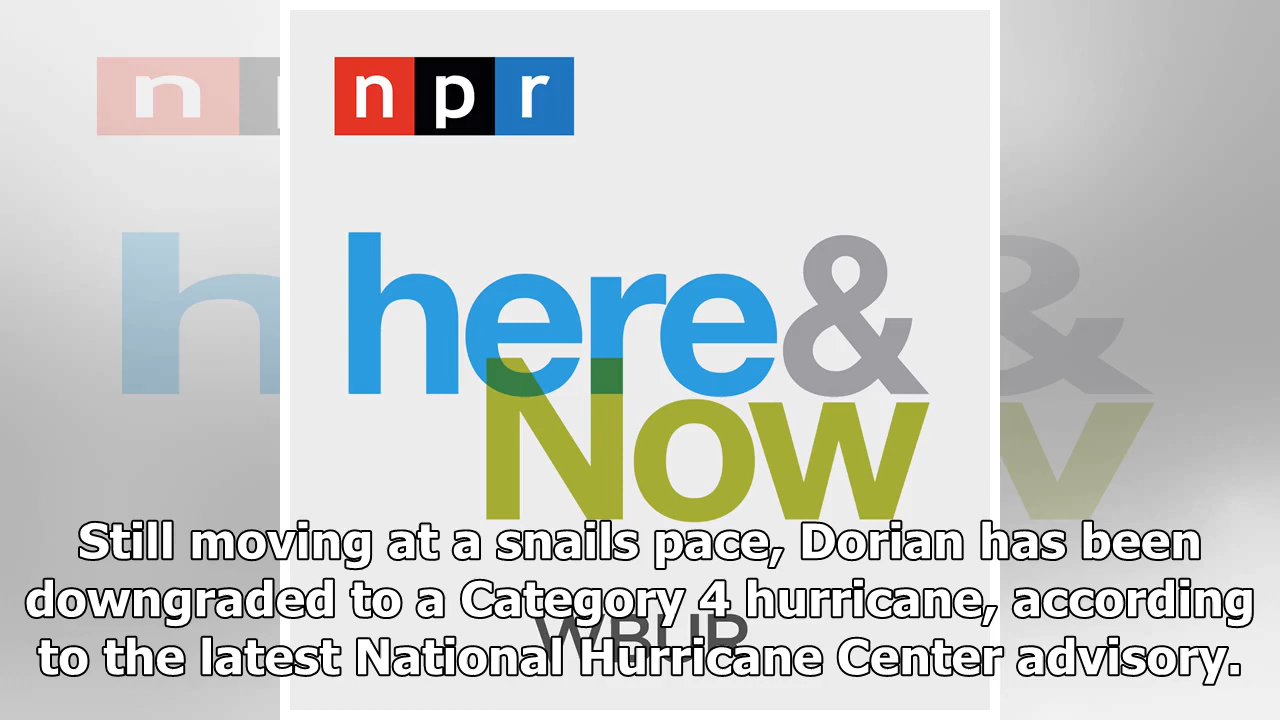 npr
here &
Now
WBUR
Still moving at a snails pace, Dorian has been
downgraded to a Category 4 hurricane, according
to the latest National Hurricane Center advisory.